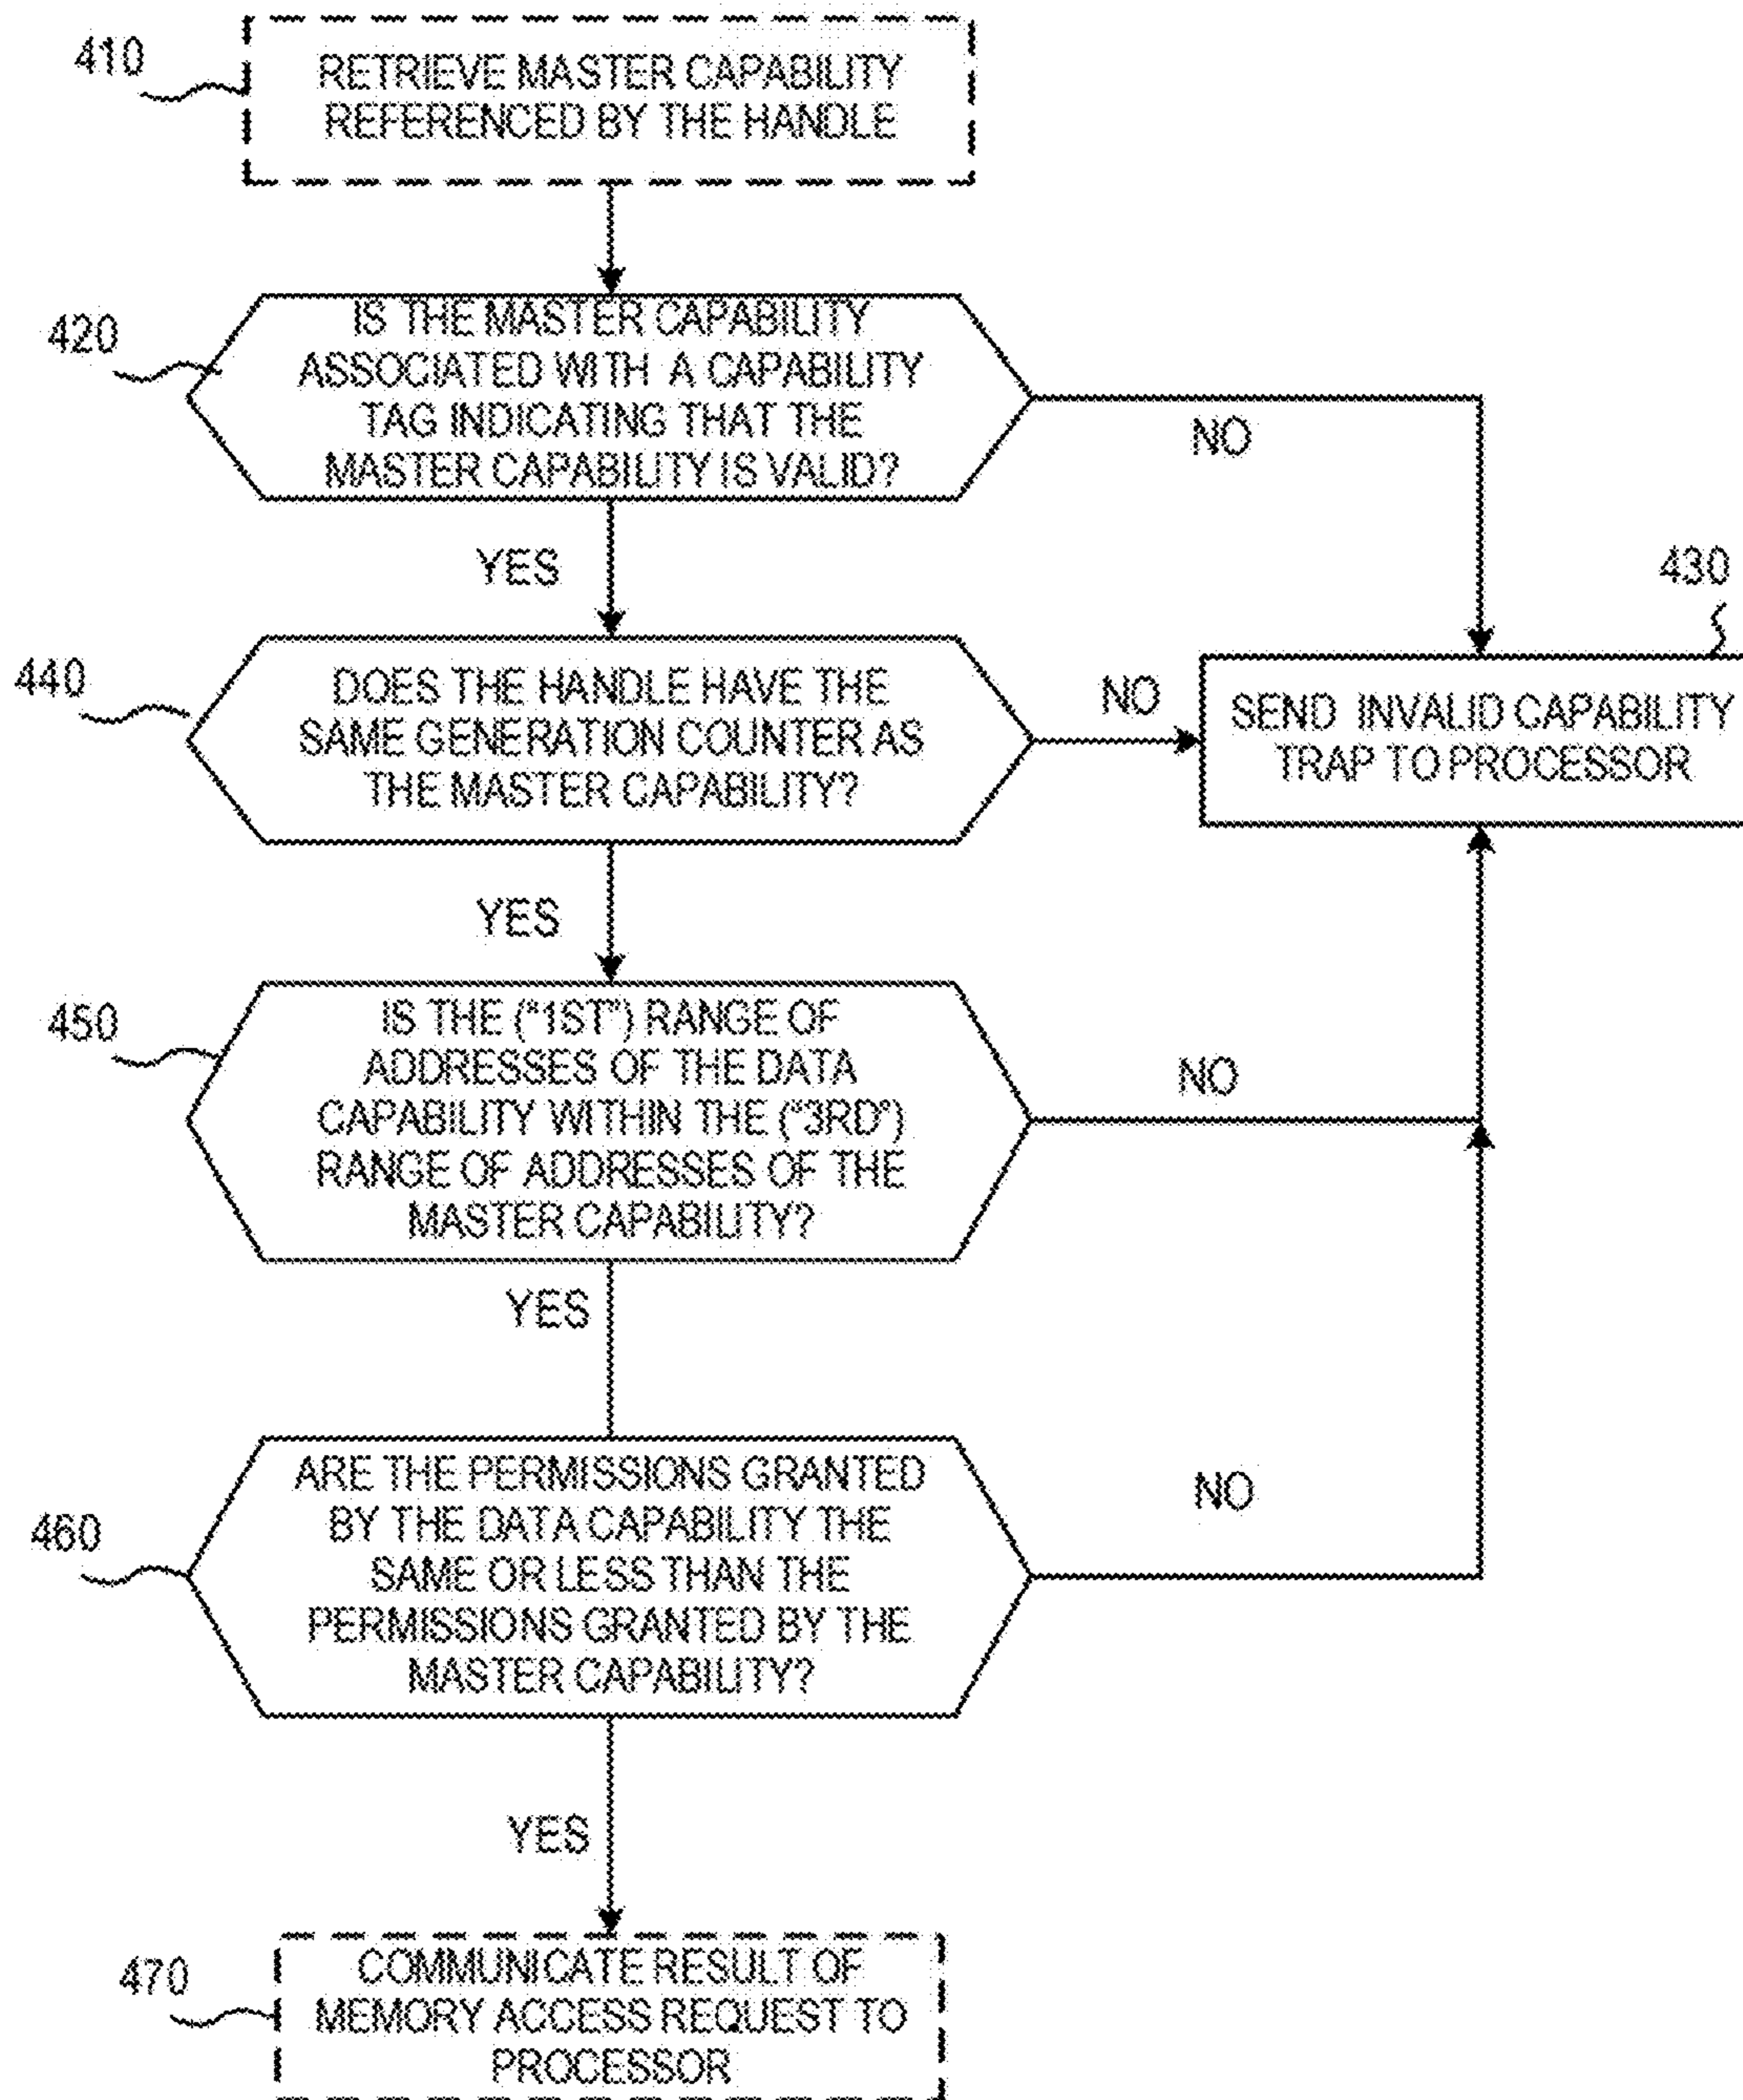 410
RETRIEVE MASTER CAPABILITY
REFERENCED BY THE HANDLE
420
IS THE MASTER CAPABILITY
ASSOCIATED WITH A CAPABILITY
TAG INDICATING THAT THE
MASTER CAPABILITY IS VALID?
NO
YES
430
SEND INVALID CAPABILITY
TRAP TO PROCESSOR
440
DOES THE HANDLE HAVE THE
SAME GENERATION COUNTER AS
THE MASTER CAPABILITY?
NO
YES
450
IS THE ("1ST") RANGE OF
ADDRESSES OF THE DATA
CAPABILITY WITHIN THE ("3RD")
RANGE OF ADDRESSES OF THE
MASTER CAPABILITY?
NO
YES
460
ARE THE PERMISSIONS GRANTED
BY THE DATA CAPABILITY THE
SAME OR LESS THAN THE
PERMISSIONS GRANTED BY THE
MASTER CAPABILITY?
NO
YES
470
COMMUNICATE RESULT OF
MEMORY ACCESS REQUEST TO
PROCESSOR